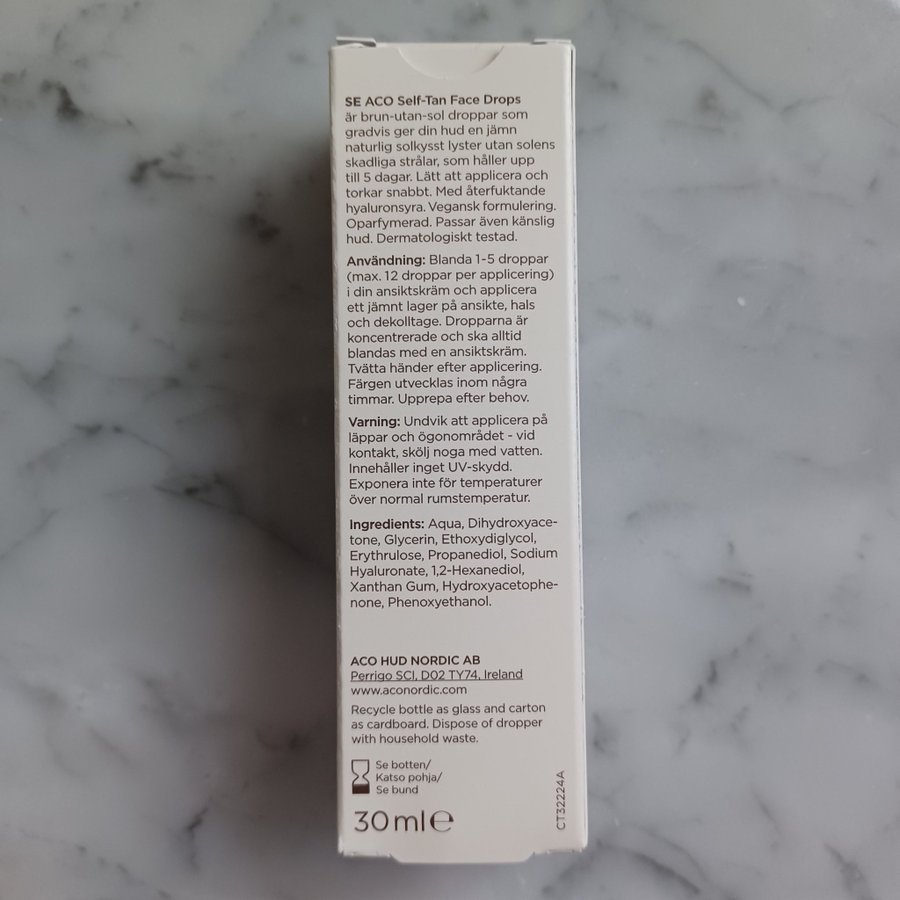 SE ACO Self-Tan Face Drops
är brun-utan-sol droppar som
gradvis ger din hud en jämn
naturlig solkysst lyster utan solens
skadliga strålar, som håller upp
till 5 dagar. Lätt att applicera och
torkar snabbt. Med återfuktande
hyaluronsyra. Vegansk formulering.
Oparfymerad. Passar även känslig
hud. Dermatologiskt testad.
Användning: Blanda 1-5 droppar
(max. 12 droppar per applicering)
i din ansiktskräm och applicera
ett jämnt lager på ansikte, hals
och dekolltage. Dropparna är
koncentrerade och ska alltid
blandas med en ansiktskräm.
Tvätta händer efter applicering.
Färgen utvecklas inom några
timmar. Upprepa efter behov.
Varning: Undvik att applicera på
läppar och ögonområdet - vid
kontakt, skölj noga med vatten.
Innehåller inget UV-skydd.
Exponera inte för temperaturer
över normal rumstemperatur.
Ingredients: Aqua, Dihydroxyace-
tone, Glycerin, Ethoxydiglycol,
Erythrulose, Propanediol, Sodium
Hyaluronate, 1,2-Hexanediol,
Xanthan Gum, Hydroxyacetophe-
none, Phenoxyethanol.
ACO HUD NORDIC AB
Perrigo SCI, D02 TY74, Ireland
www.aconordic.com
Recycle bottle as glass and carton
as cardboard. Dispose of dropper
with household waste.
Se botten/
Katso pohja/
Se bund
30 ml e
CT32224A